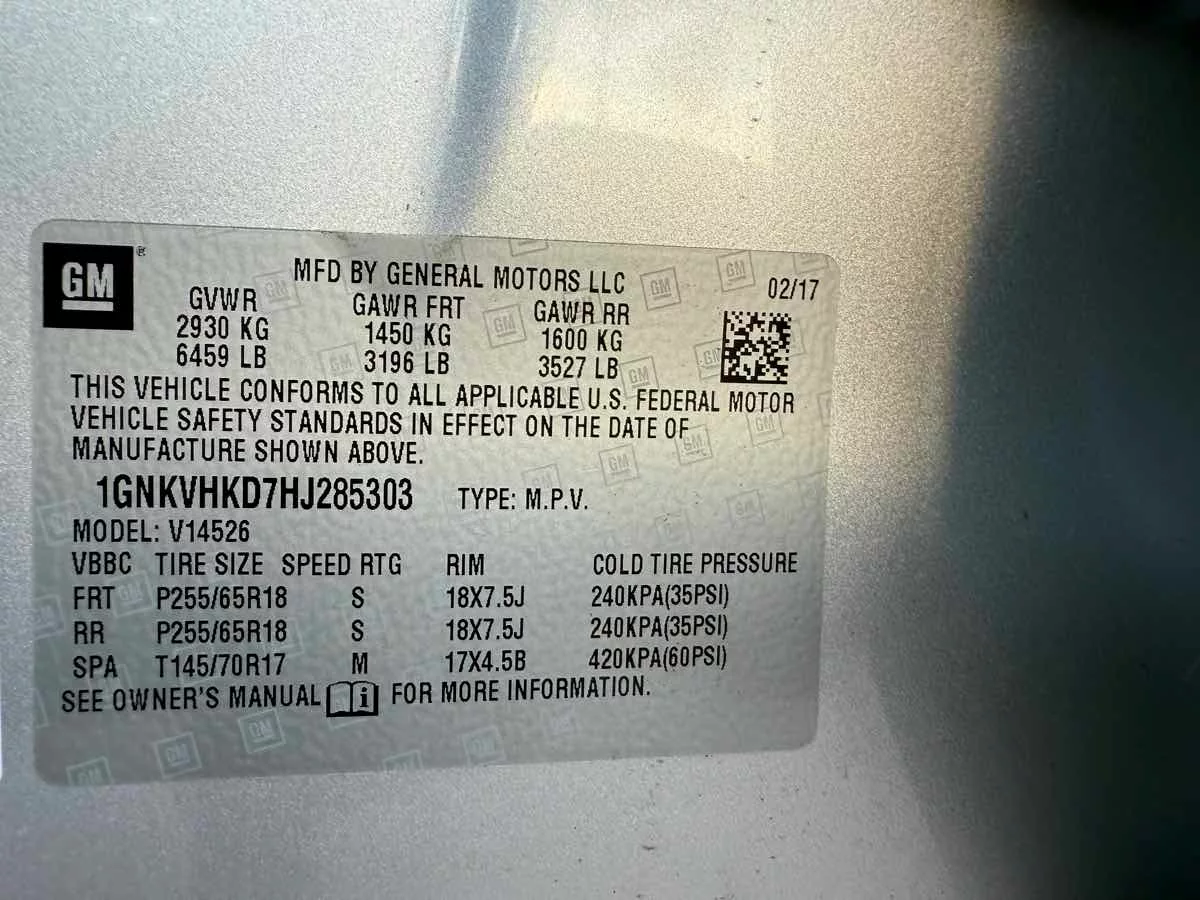 GM ®
MFD BY GENERAL MOTORS LLC 02/17
GVWR GAWR FRT GAWR RR
2930 KG 1450 KG 1600 KG
6459 LB 3196 LB 3527 LB
THIS VEHICLE CONFORMS TO ALL APPLICABLE U.S. FEDERAL MOTOR
VEHICLE SAFETY STANDARDS IN EFFECT ON THE DATE OF
MANUFACTURE SHOWN ABOVE.
1GNKVHKD7HJ285303 TYPE: M.P.V.
MODEL: V14526
VBBC TIRE SIZE SPEED RTG RIM COLD TIRE PRESSURE
FRT P255/65R18 S 18X7.5J 240KPA(35PSI)
RR P255/65R18 S 18X7.5J 240KPA(35PSI)
SPA T145/70R17 M 17X4.5B 420KPA(60PSI)
SEE OWNER'S MANUAL i FOR MORE INFORMATION.